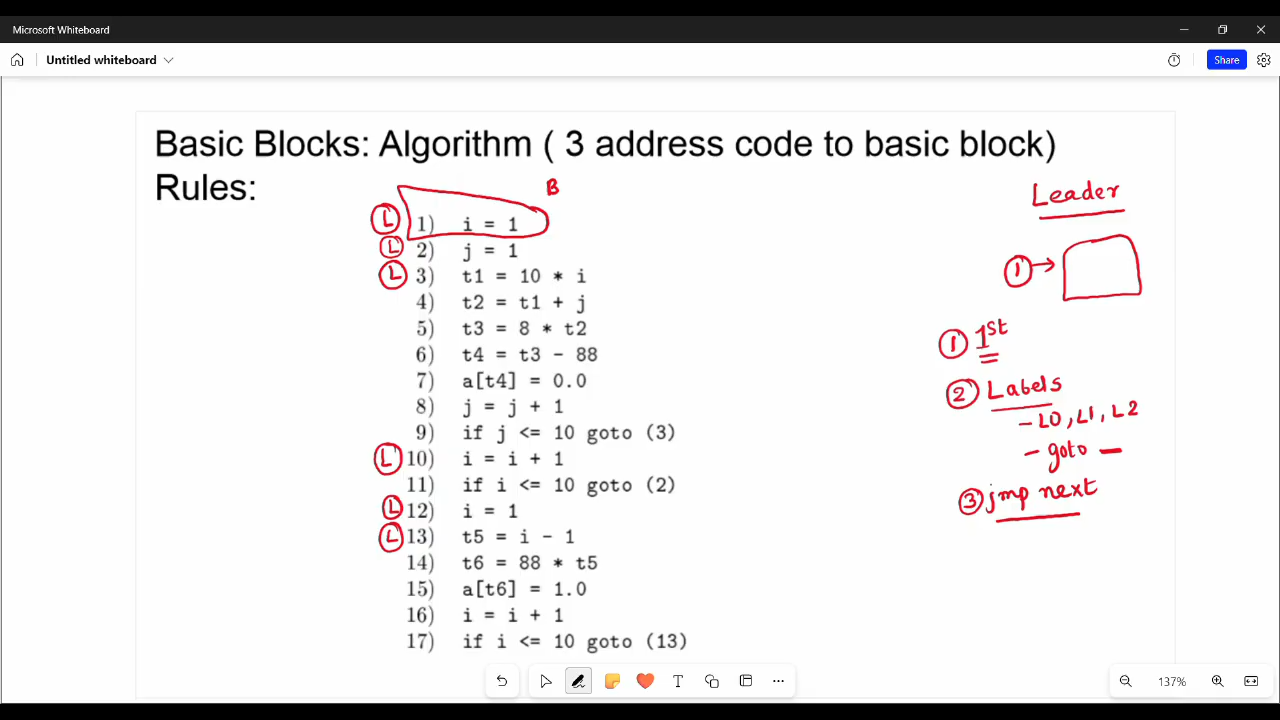 Microsoft Whiteboard
Untitled whiteboard
Share
Basic Blocks: Algorithm ( 3 address code to basic block)
Rules:
B
L 1) i = 1
L 2) j = 1
L 3) t1 = 10 * i
4) t2 = t1 + j
5) t3 = 8 * t2
6) t4 = t3 - 88
7) a[t4] = 0.0
8) j = j + 1
9) if j <= 10 goto (3)
L 10) i = i + 1
11) if i <= 10 goto (2)
L 12) i = 1
L 13) t5 = i - 1
14) t6 = 88 * t5
15) a[t6] = 1.0
16) i = i + 1
17) if i <= 10 goto (13)
Leader
1 →
1 1st
2 Labels
- L0, L1, L2
- goto —
3 jmp next
T
137%